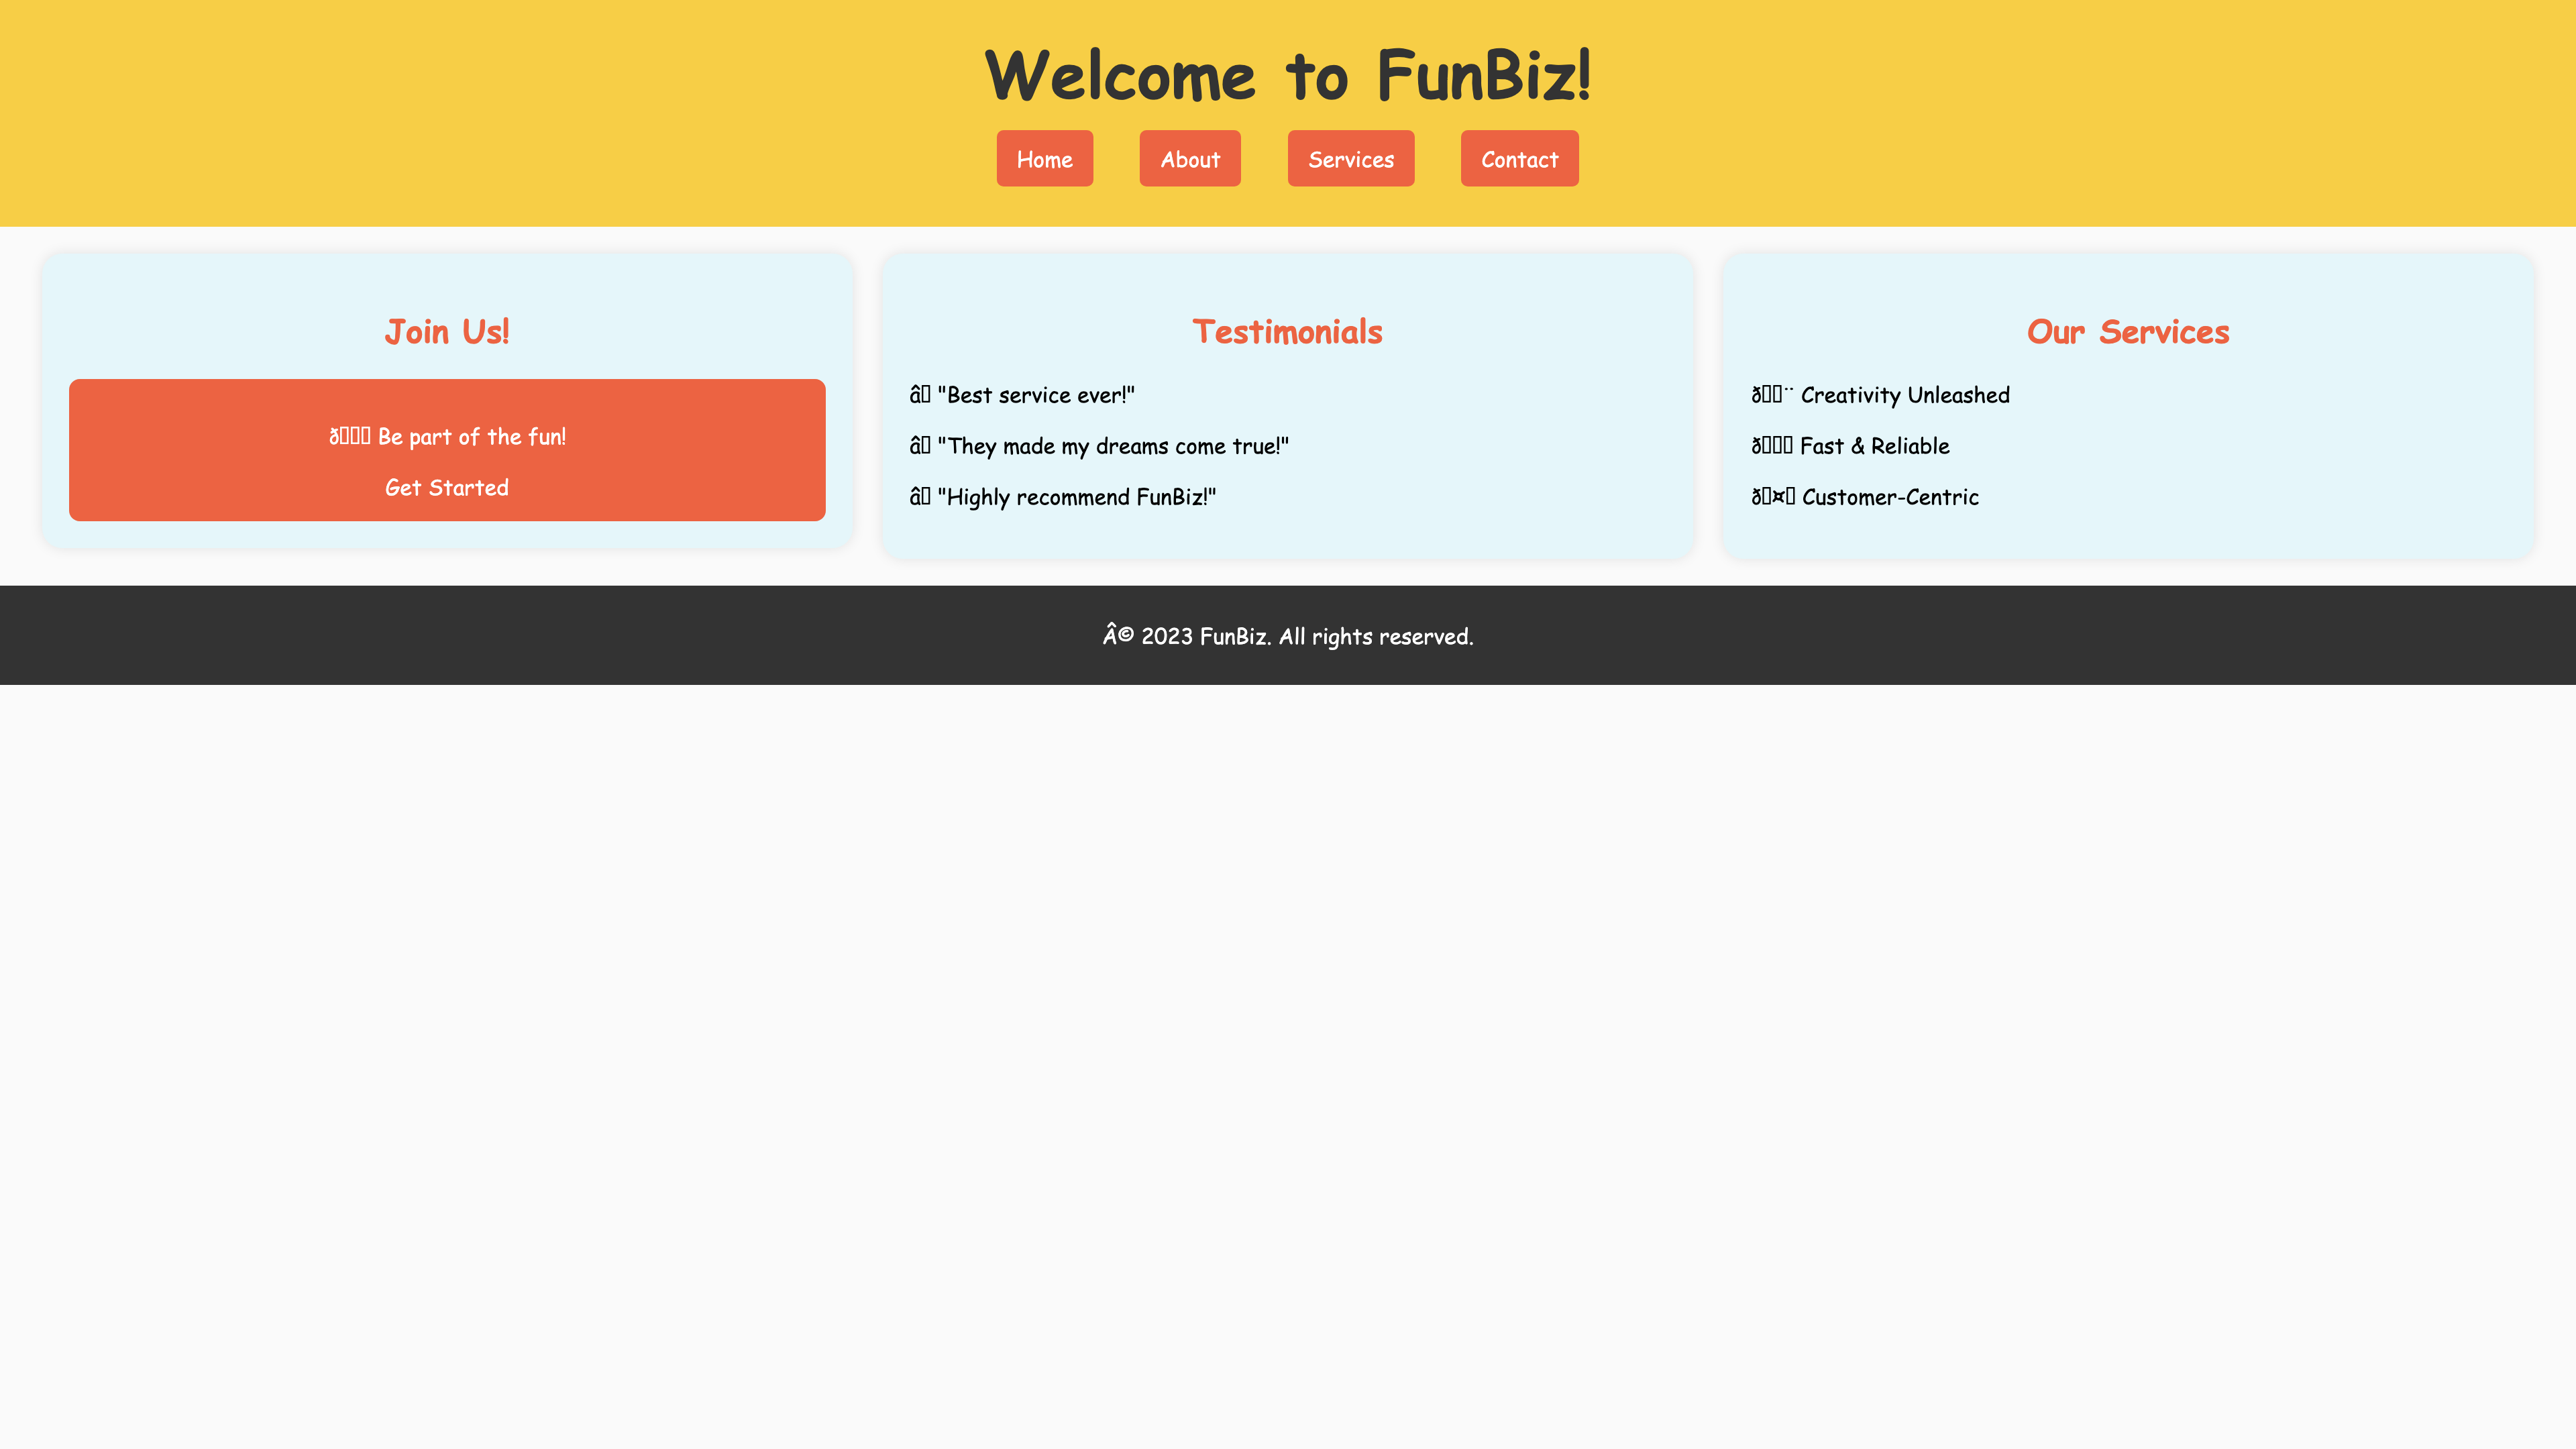 Welcome to FunBiz!
Home About Services Contact
Join Us!
ð Be part of the fun!
Get Started
Testimonials
â "Best service ever!"
â "They made my dreams come true!"
â "Highly recommend FunBiz!"
Our Services
ð¨ Creativity Unleashed
ð Fast & Reliable
ð¤ Customer-Centric
Â© 2023 FunBiz. All rights reserved.